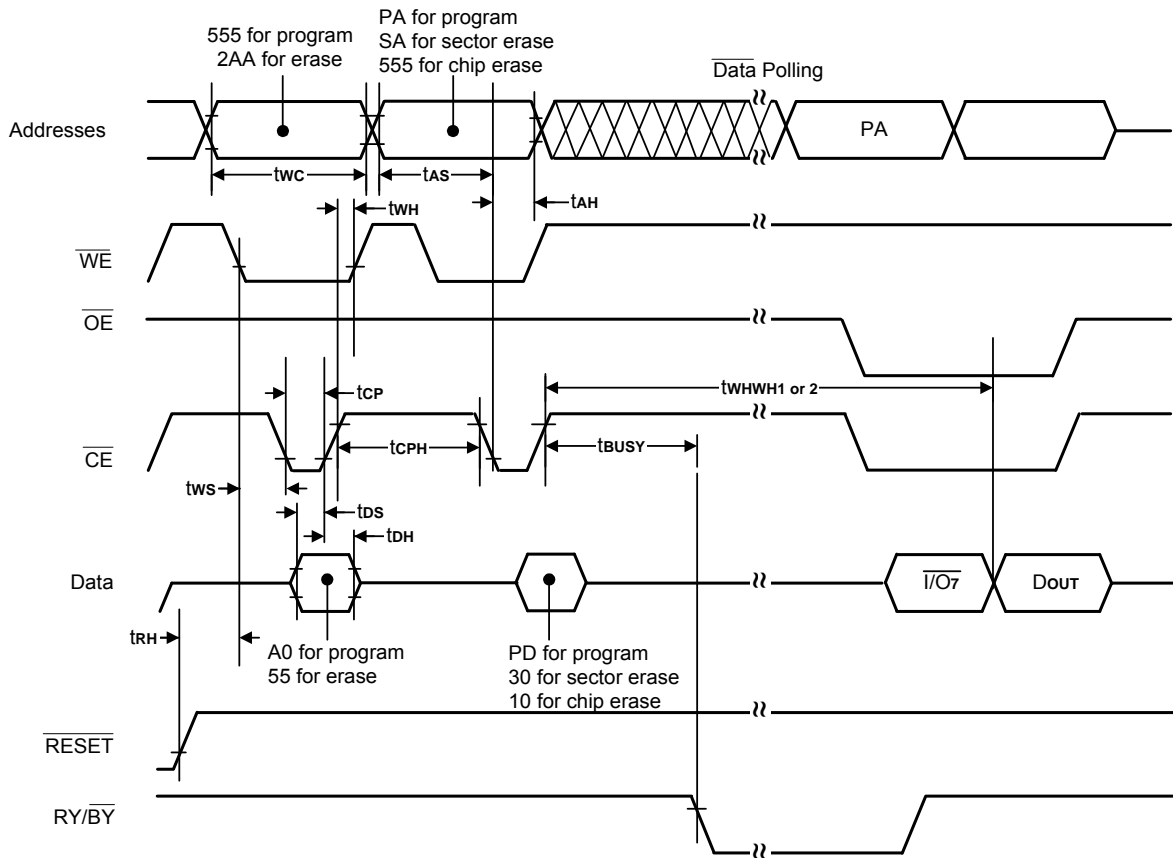 555 for program
2AA for erase
PA for program
SA for sector erase
555 for chip erase
Data Polling
Addresses
PA
tWC
tAS
tWH
tAH
WE
OE
tCP
tWHWH1 or 2
CE
tCPH
tBUSY
tWS
tDS
tDH
Data
I/O7
DOUT
tRH
A0 for program
55 for erase
PD for program
30 for sector erase
10 for chip erase
RESET
RY/BY